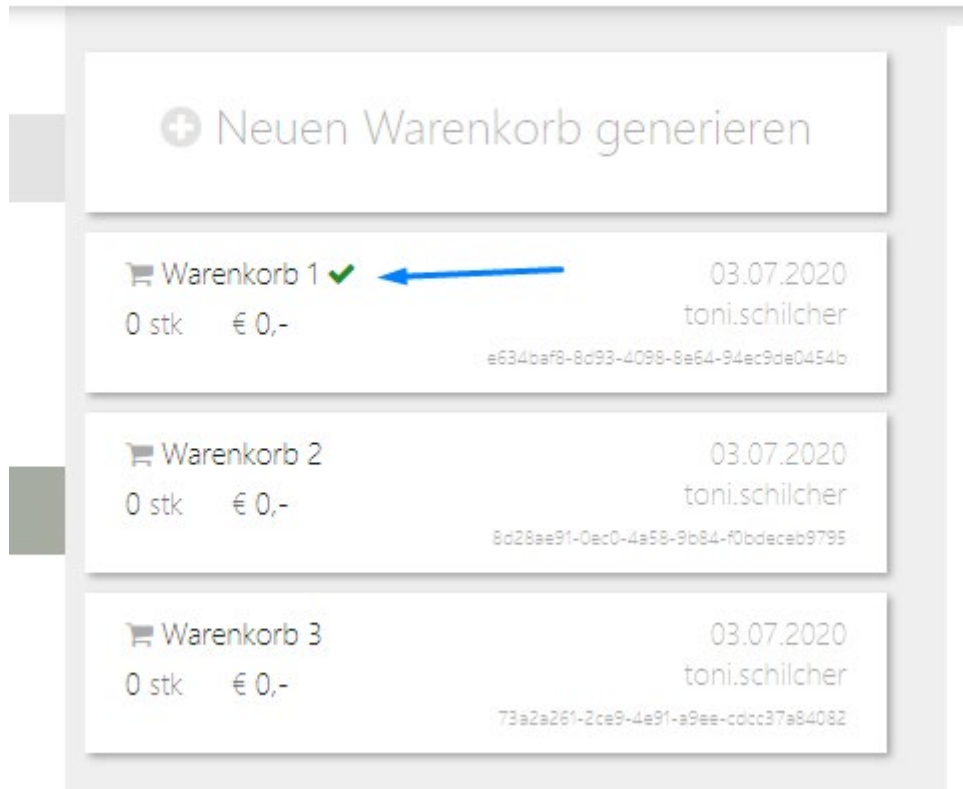 Neuen Warenkorb generieren
Warenkorb 1
03.07.2020
0 stk € 0,-
toni.schilcher
e634baf8-8d93-4098-8e64-94ec9de0454b
Warenkorb 2
03.07.2020
0 stk € 0,-
toni.schilcher
8d28ae91-0ec0-4a58-9b84-f0bdeceb9795
Warenkorb 3
03.07.2020
0 stk € 0,-
toni.schilcher
73a2a261-2ce9-4e91-a9ee-cdcc37a84082